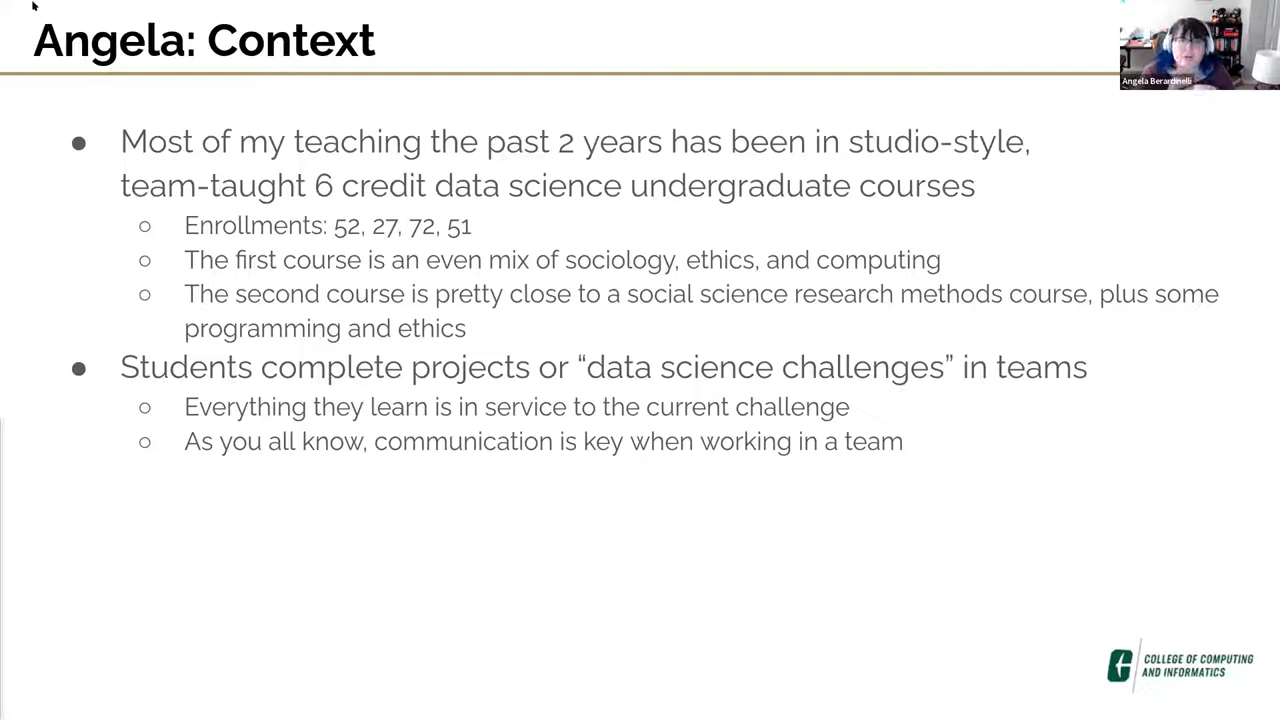 Angela: Context
Angela Berardinelli
● Most of my teaching the past 2 years has been in studio-style,
team-taught 6 credit data science undergraduate courses
○ Enrollments: 52, 27, 72, 51
○ The first course is an even mix of sociology, ethics, and computing
○ The second course is pretty close to a social science research methods course, plus some
programming and ethics
● Students complete projects or “data science challenges” in teams
○ Everything they learn is in service to the current challenge
○ As you all know, communication is key when working in a team
COLLEGE OF COMPUTING
AND INFORMATICS